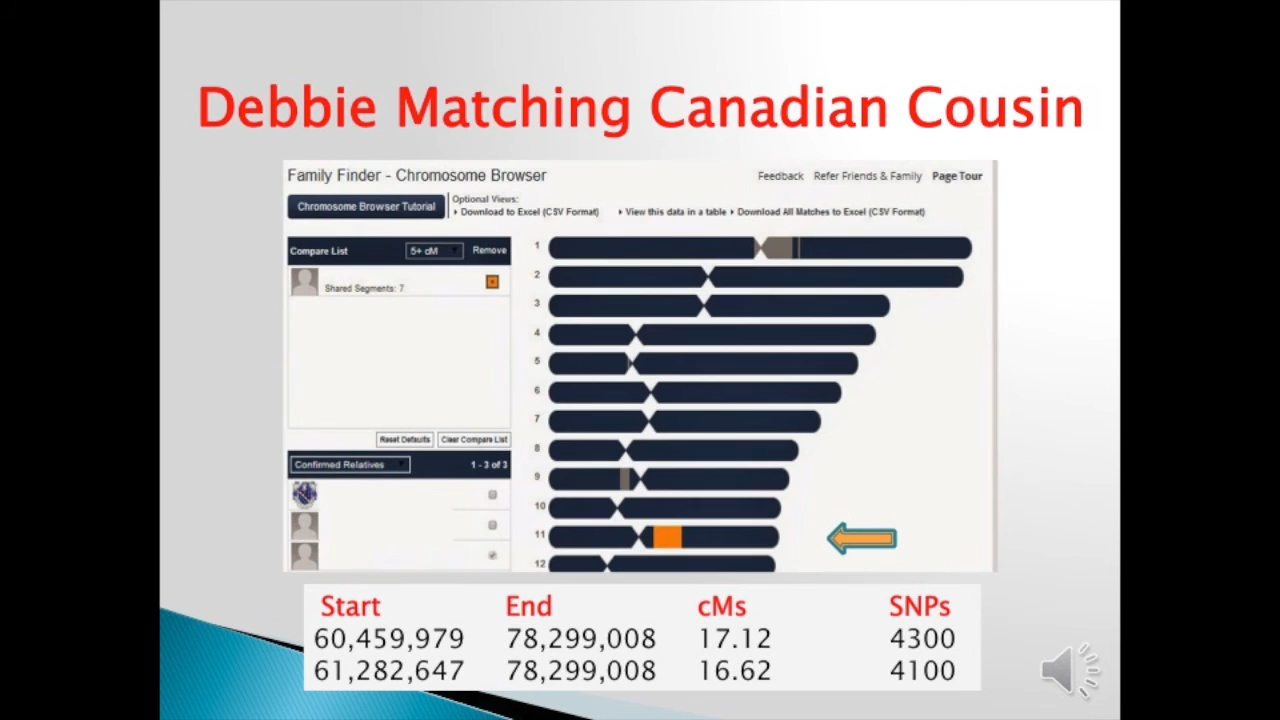 Debbie Matching Canadian Cousin
Family Finder - Chromosome Browser
Feedback Refer Friends & Family Page Tour
Chromosome Browser Tutorial
Optional Views:
Download to Excel (CSV Format) View this data in a table Download All Matches to Excel (CSV Format)
Compare List 5+ cM Remove
Shared Segments: 7
Reset Defaults Clear Compare List
Confirmed Relatives 1 - 3 of 3
1
2
3
4
5
6
7
8
9
10
11
12
Start End cMs SNPs
60,459,979 78,299,008 17.12 4300
61,282,647 78,299,008 16.62 4100